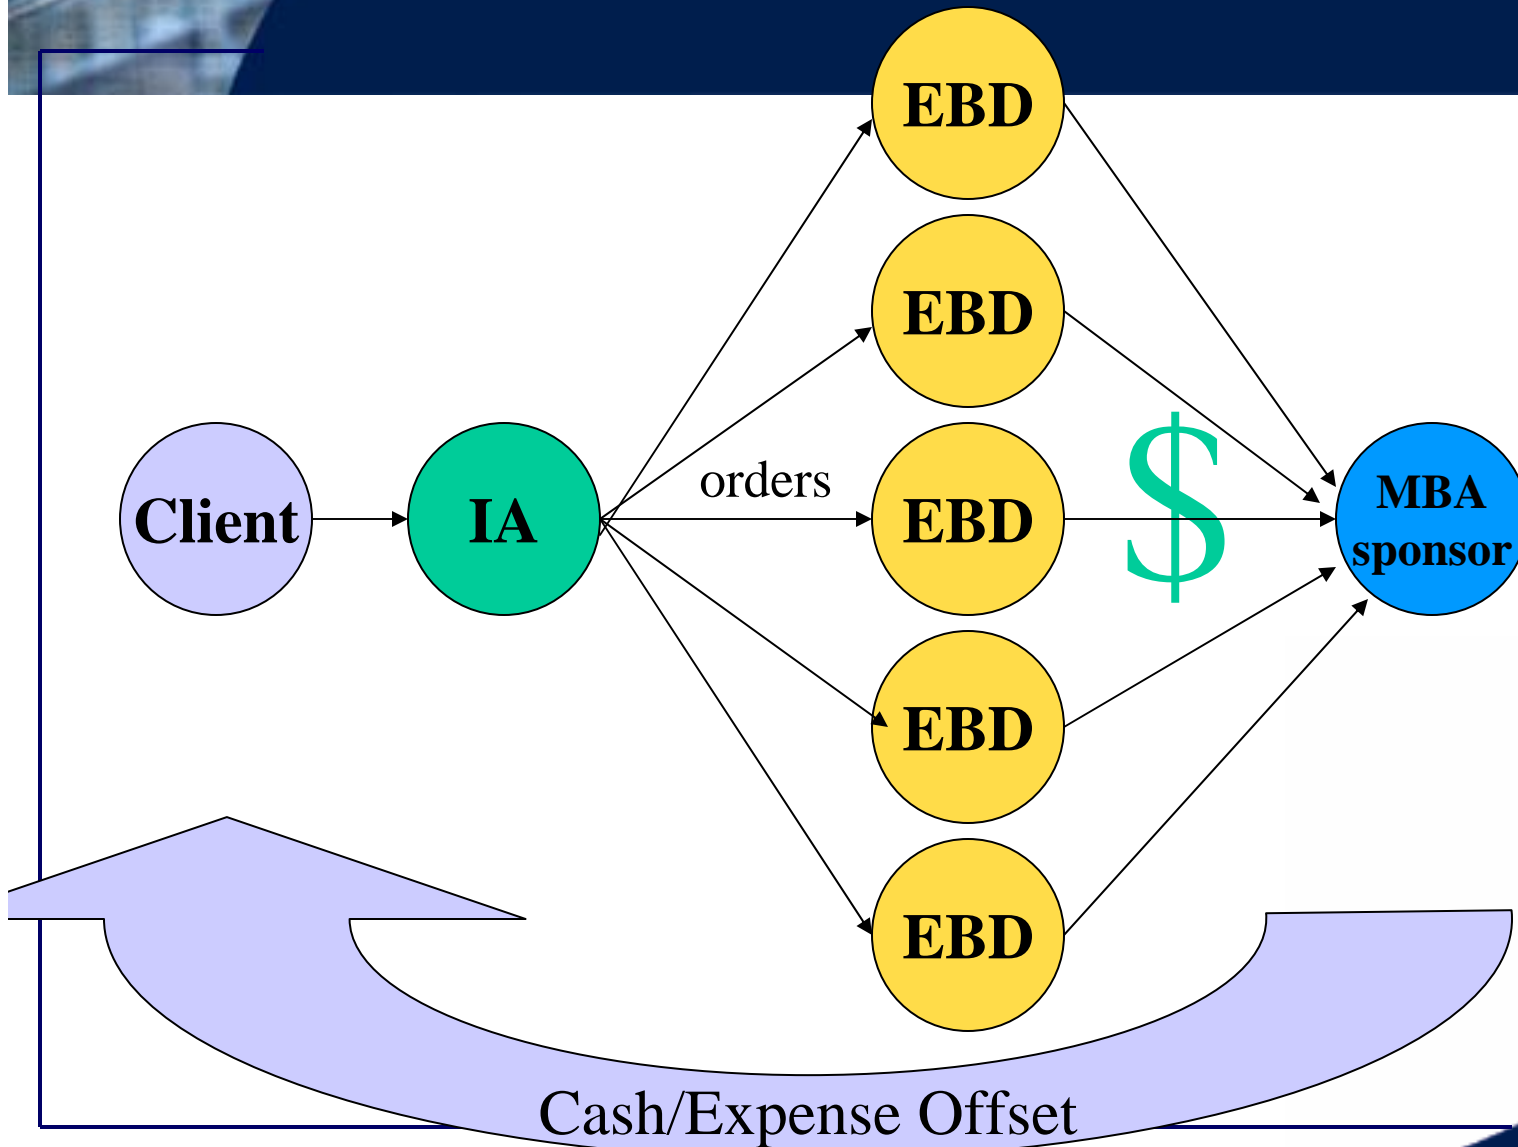 EBD
EBD
orders
$
Client
IA
EBD
MBA
sponsor
EBD
EBD
Cash/Expense Offset